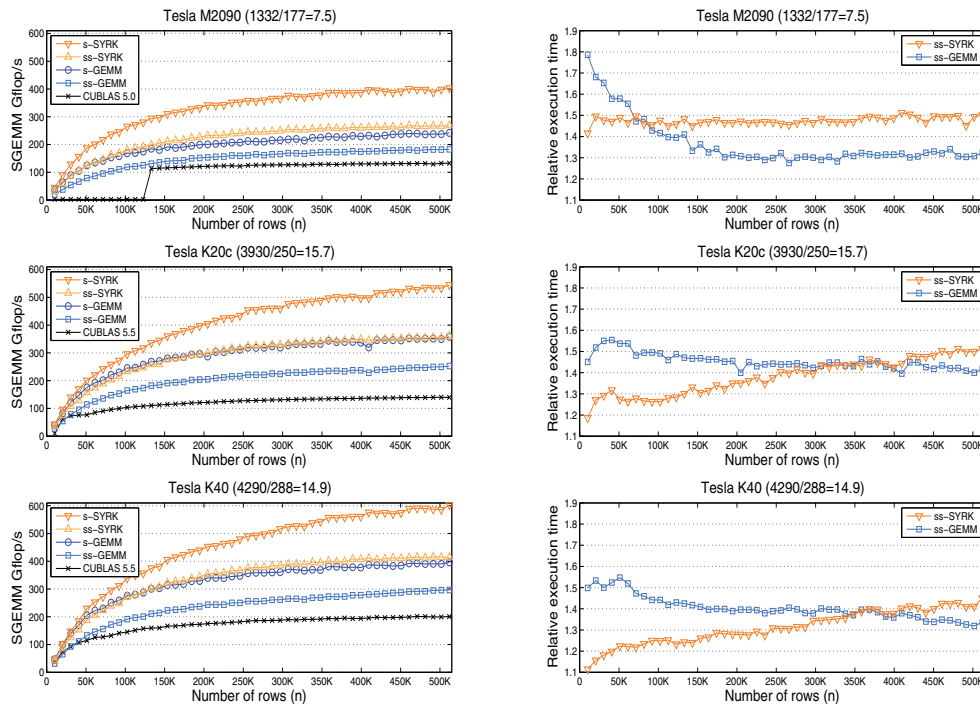 Tesla M2090 (1332/177=7.5)
SGEMM Gflop/s
600
500
400
300
200
100
0
s-SYRK
ss-SYRK
s-GEMM
ss-GEMM
CUBLAS 5.0
0 50K 100K 150K 200K 250K 300K 350K 400K 450K 500K
Number of rows (n)
Tesla M2090 (1332/177=7.5)
Relative execution time
1.9
1.8
1.7
1.6
1.5
1.4
1.3
1.2
1.1
ss-SYRK
ss-GEMM
0 50K 100K 150K 200K 250K 300K 350K 400K 450K 500K
Number of rows (n)
Tesla K20c (3930/250=15.7)
SGEMM Gflop/s
600
500
400
300
200
100
0
s-SYRK
ss-SYRK
s-GEMM
ss-GEMM
CUBLAS 5.5
0 50K 100K 150K 200K 250K 300K 350K 400K 450K 500K
Number of rows (n)
Tesla K20c (3930/250=15.7)
Relative execution time
1.9
1.8
1.7
1.6
1.5
1.4
1.3
1.2
1.1
ss-SYRK
ss-GEMM
0 50K 100K 150K 200K 250K 300K 350K 400K 450K 500K
Number of rows (n)
Tesla K40 (4290/288=14.9)
SGEMM Gflop/s
600
500
400
300
200
100
0
s-SYRK
ss-SYRK
s-GEMM
ss-GEMM
CUBLAS 5.5
0 50K 100K 150K 200K 250K 300K 350K 400K 450K 500K
Number of rows (n)
Tesla K40 (4290/288=14.9)
Relative execution time
1.9
1.8
1.7
1.6
1.5
1.4
1.3
1.2
1.1
ss-SYRK
ss-GEMM
0 50K 100K 150K 200K 250K 300K 350K 400K 450K 500K
Number of rows (n)